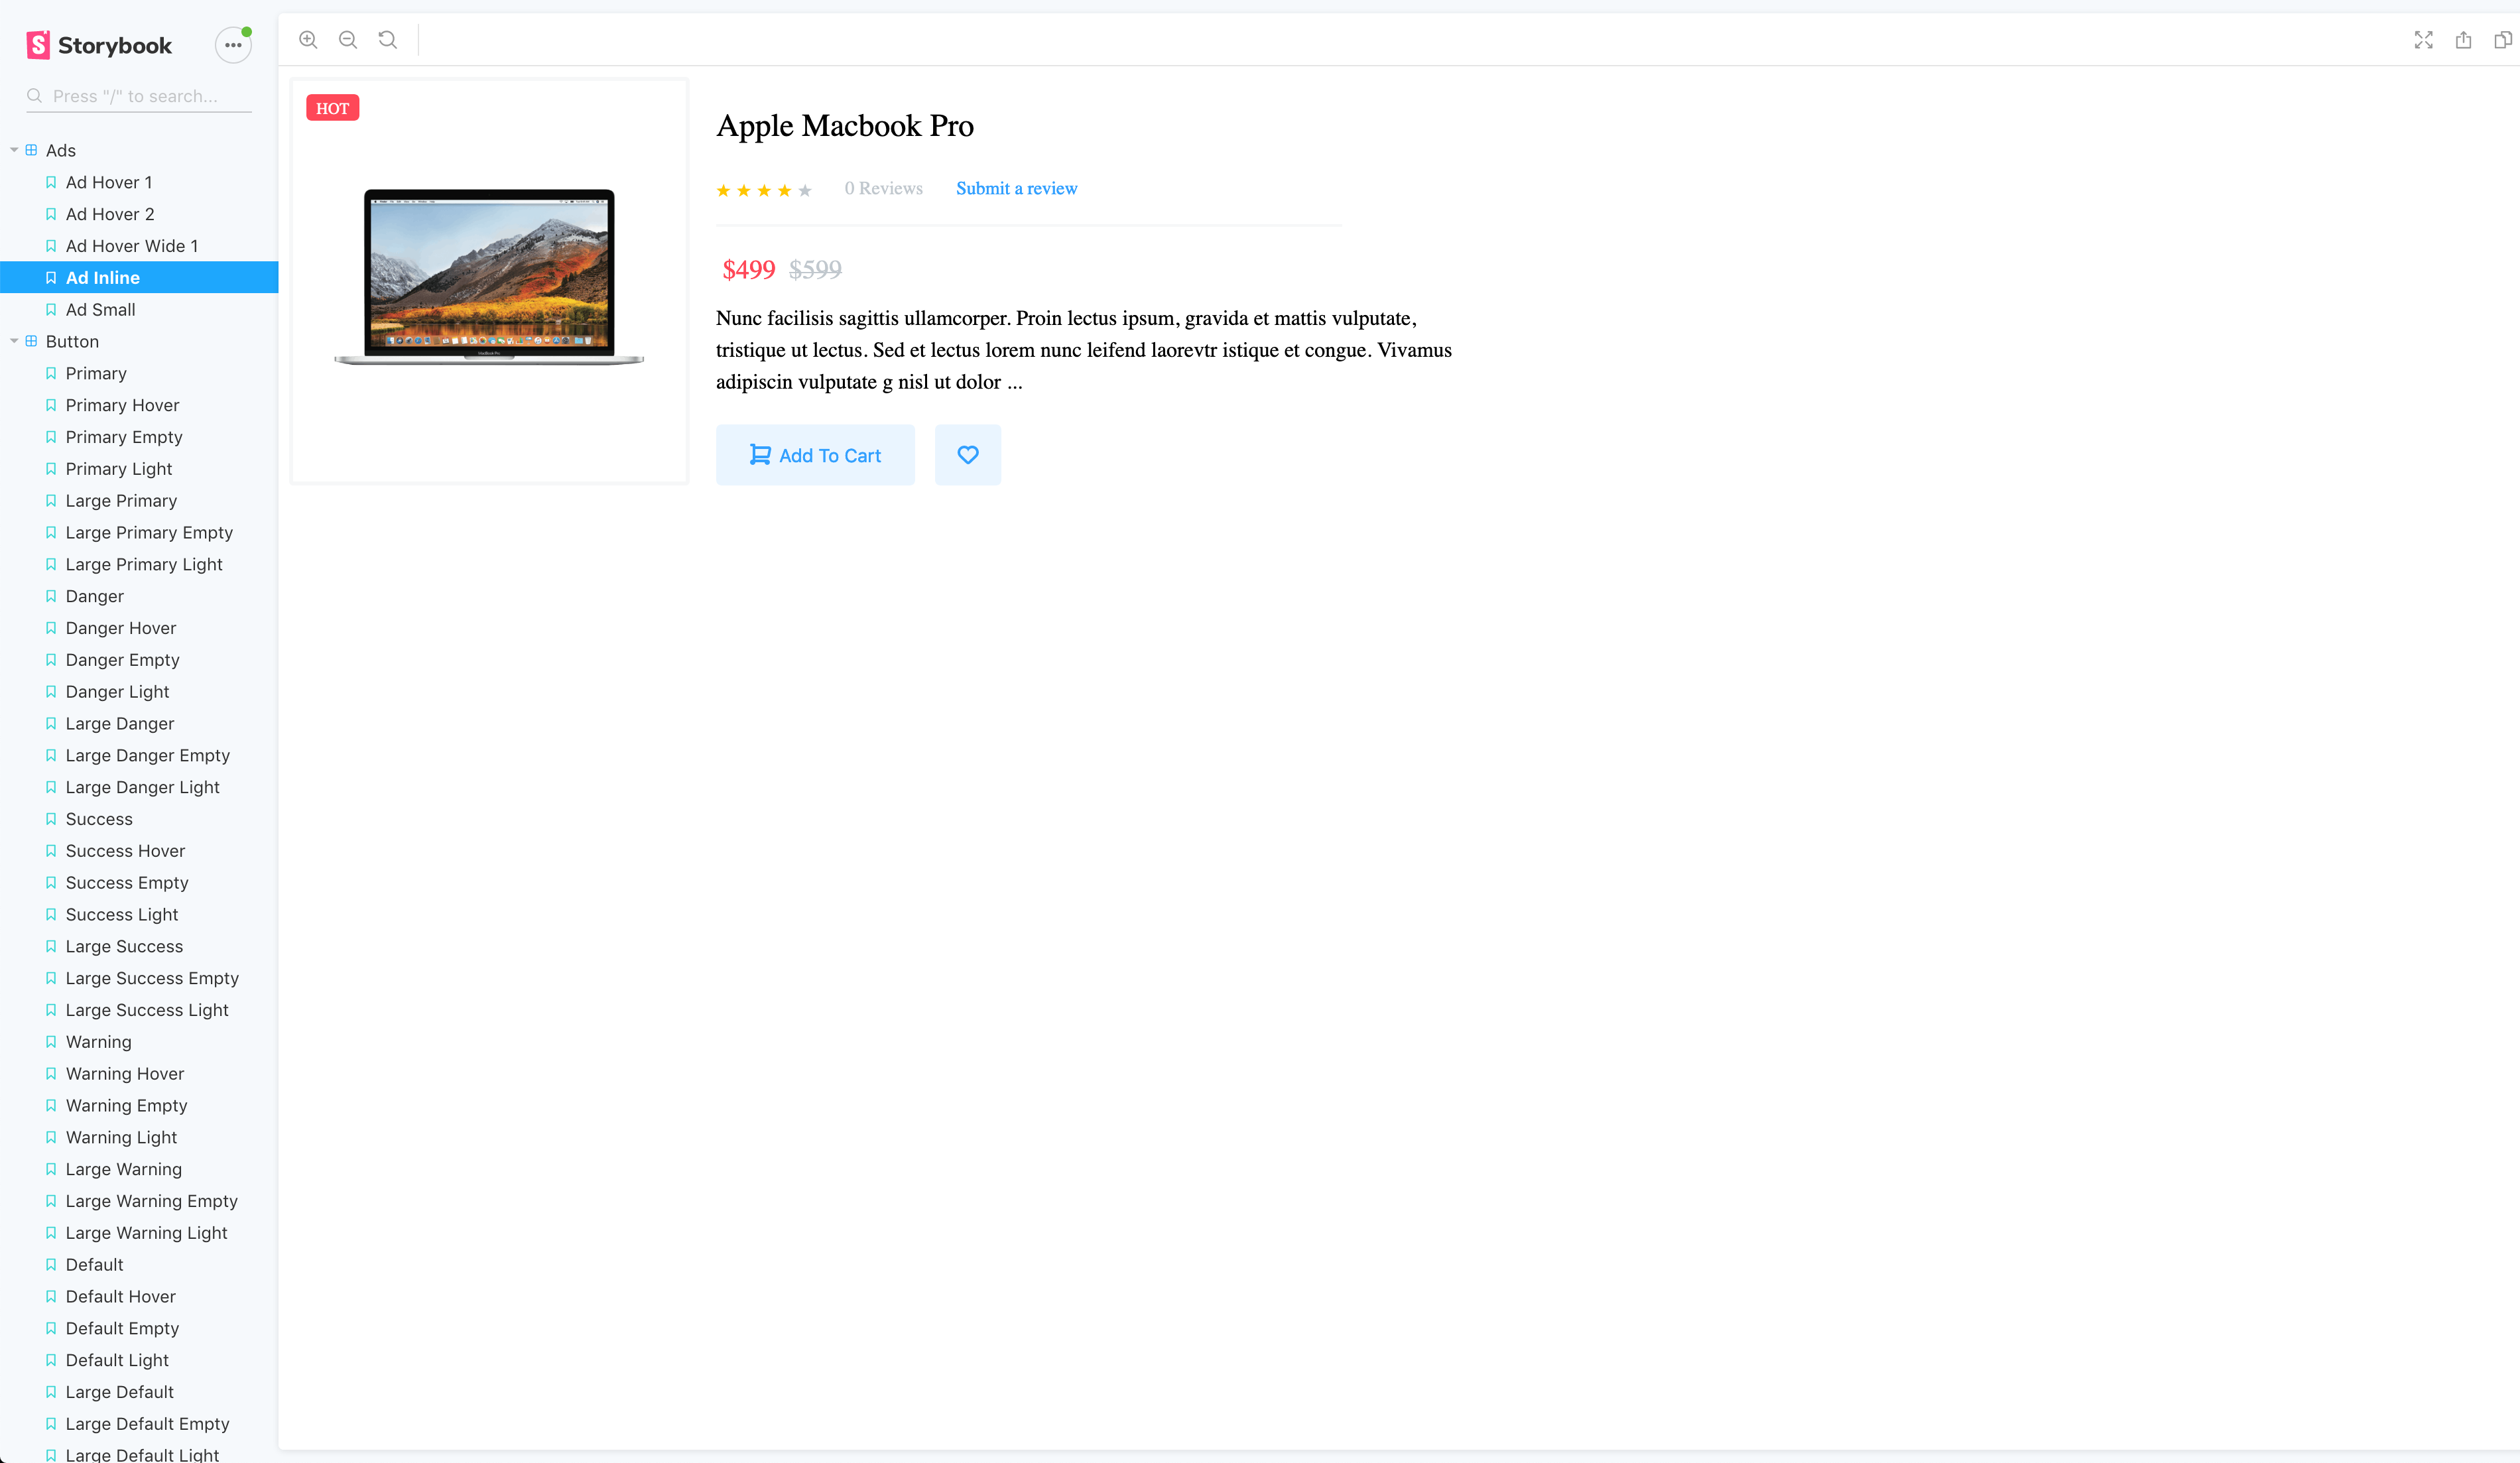 Storybook
Press "/" to search...
Ads
Ad Hover 1
Ad Hover 2
Ad Hover Wide 1
Ad Inline
Ad Small
Button
Primary
Primary Hover
Primary Empty
Primary Light
Large Primary
Large Primary Empty
Large Primary Light
Danger
Danger Hover
Danger Empty
Danger Light
Large Danger
Large Danger Empty
Large Danger Light
Success
Success Hover
Success Empty
Success Light
Large Success
Large Success Empty
Large Success Light
Warning
Warning Hover
Warning Empty
Warning Light
Large Warning
Large Warning Empty
Large Warning Light
Default
Default Hover
Default Empty
Default Light
Large Default
Large Default Empty
Large Default Light
HOT
Apple Macbook Pro
0 Reviews Submit a review
$499 $599
Nunc facilisis sagittis ullamcorper. Proin lectus ipsum, gravida et mattis vulputate,
tristique ut lectus. Sed et lectus lorem nunc leifend laorevtr istique et congue. Vivamus
adipiscin vulputate g nisl ut dolor ...
Add To Cart